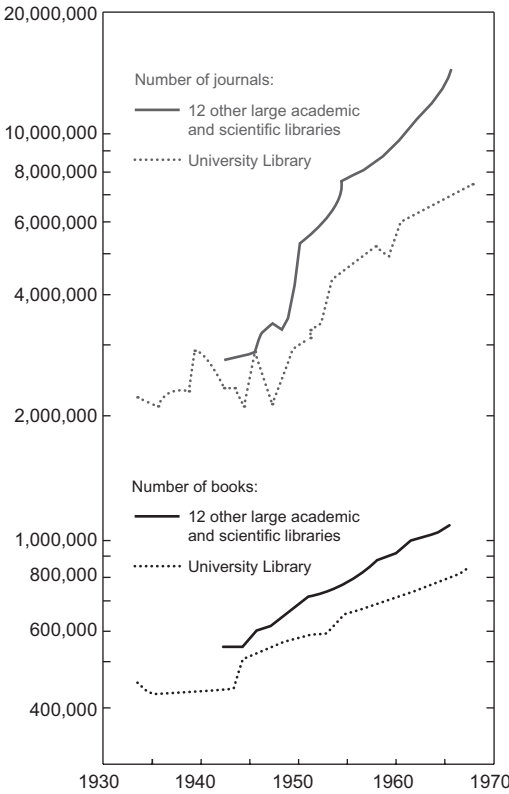 20,000,000
Number of journals:
12 other large academic
and scientific libraries
University Library
10,000,000
8,000,000
6,000,000
4,000,000
2,000,000
Number of books:
12 other large academic
and scientific libraries
University Library
1,000,000
800,000
600,000
400,000
1930 1940 1950 1960 1970